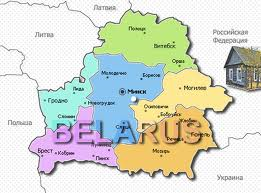 ЛАТВИЯ
РОССИЙСКАЯ
ФЕДЕРАЦИЯ
ЛИТВА
Полоцк
Витебск
Орша
Молодечно
Борисов
Минск
Лида
Гродно
Новогрудок
Могилев
Осиповичи
Бобруйск
Слоним
ПОЛЬША
BELARUS
Гомель
Брест
Кобрин
Пинск
Мозырь
УКРАИНА